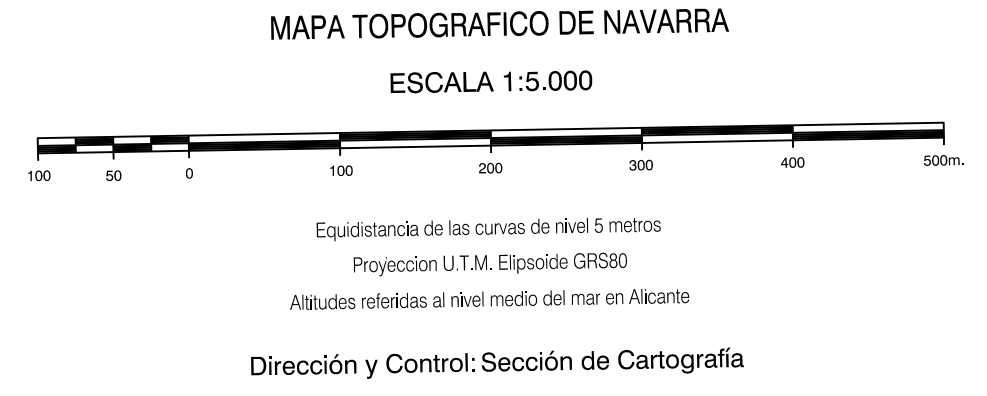 MAPA TOPOGRAFICO DE NAVARRA
ESCALA 1:5.000
100 50 0 100 200 300 400 500m.
Equidistancia de las curvas de nivel 5 metros
Proyeccion U.T.M. Elipsoide GRS80
Altitudes referidas al nivel medio del mar en Alicante
Dirección y Control: Sección de Cartografía